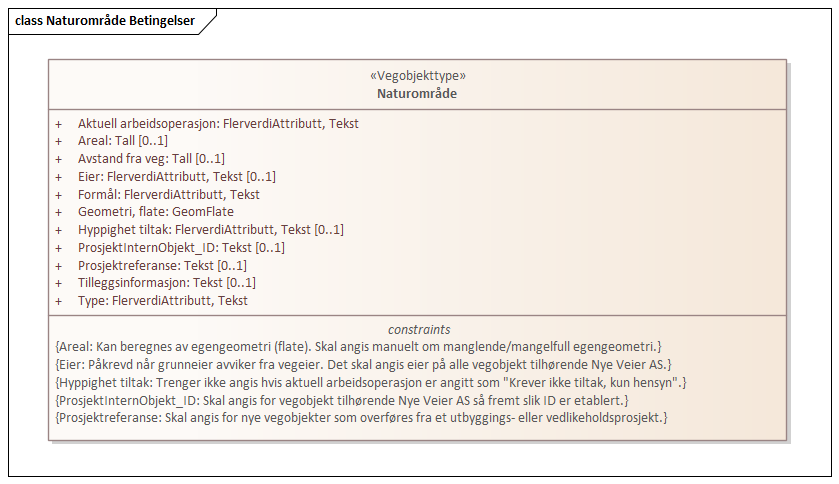 class Naturområde Betingelser
«Vegobjekttype»
Naturområde
+ Aktuell arbeidsoperasjon: FlerverdiAttributt, Tekst
+ Areal: Tall [0..1]
+ Avstand fra veg: Tall [0..1]
+ Eier: FlerverdiAttributt, Tekst [0..1]
+ Formål: FlerverdiAttributt, Tekst
+ Geometri, flate: GeomFlate
+ Hyppighet tiltak: FlerverdiAttributt, Tekst [0..1]
+ ProsjektInternObjekt_ID: Tekst [0..1]
+ Prosjektreferanse: Tekst [0..1]
+ Tilleggsinformasjon: Tekst [0..1]
+ Type: FlerverdiAttributt, Tekst
constraints
{Areal: Kan beregnes av egengeometri (flate). Skal angis manuelt om manglende/mangelfull egengeometri.}
{Eier: Påkrevd når grunneier avviker fra vegeier. Det skal angis eier på alle vegobjekt tilhørende Nye Veier AS.}
{Hyppighet tiltak: Trenger ikke angis hvis aktuell arbeidsoperasjon er angitt som "Krever ikke tiltak, kun hensyn".}
{ProsjektInternObjekt_ID: Skal angis for vegobjekt tilhørende Nye Veier AS så fremt slik ID er etablert.}
{Prosjektreferanse: Skal angis for nye vegobjekter som overføres fra et utbyggings- eller vedlikeholdsprosjekt.}